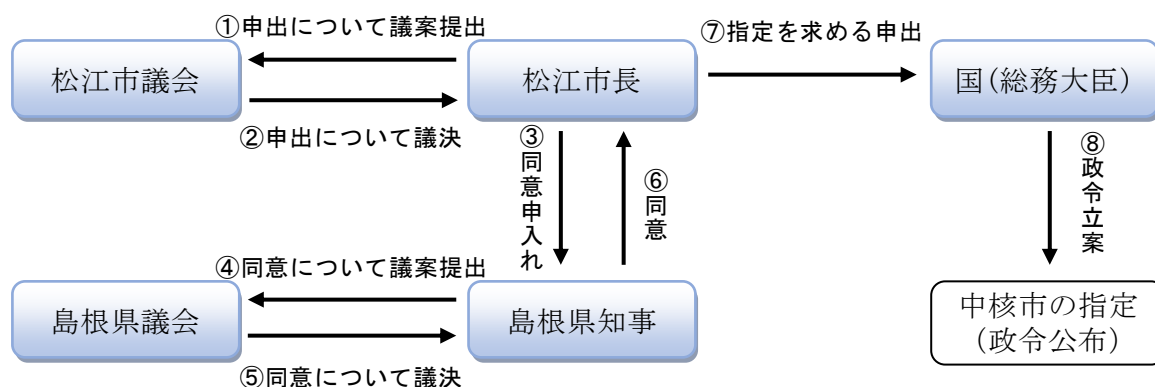 ①申出について議案提出
⑦指定を求める申出
松江市議会
松江市長
国(総務大臣)
②申出について議決
③同意申入れ
⑥同意
⑧政令立案
④同意について議案提出
島根県議会
島根県知事
中核市の指定
(政令公布)
⑤同意について議決